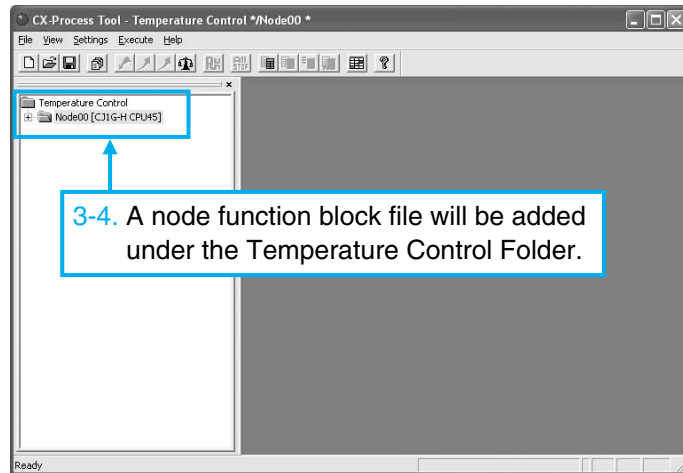 CX-Process Tool - Temperature Control */Node00 *
File View Settings Execute Help
Temperature Control
Node00 [CJ1G-H CPU45]
3-4. A node function block file will be added
under the Temperature Control Folder.
Ready